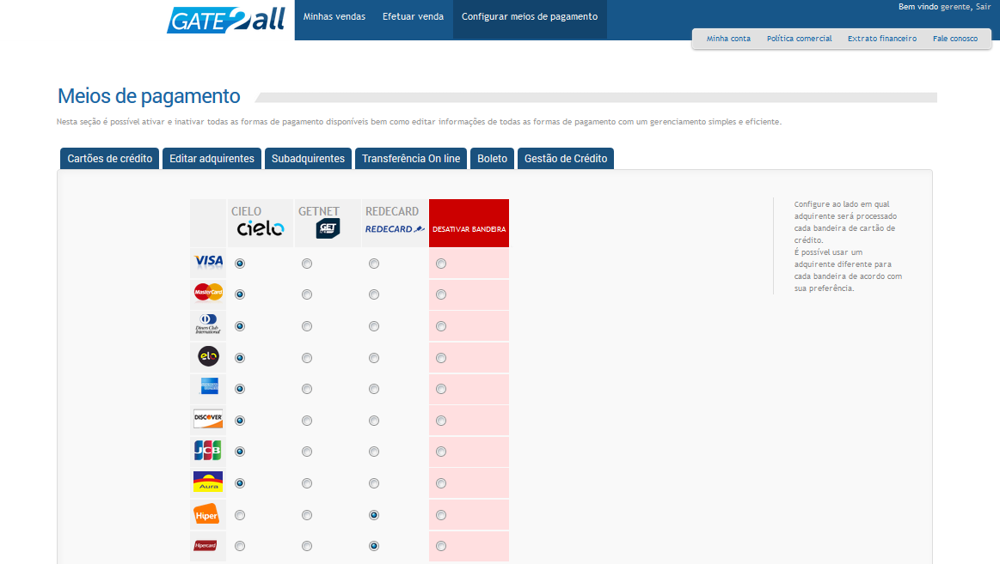 GATE2all
Minhas vendas
Efetuar venda
Configurar meios de pagamento
Bem vindo gerente, Sair
Minha conta
Política comercial
Extrato financeiro
Fale conosco
Meios de pagamento
Nesta seção é possível ativar e inativar todas as formas de pagamento disponíveis bem como editar informações de todas as formas de pagamento com um gerenciamento simples e eficiente.
Cartões de crédito
Editar adquirentes
Subadquirentes
Transferência On line
Boleto
Gestão de Crédito
CIELO
cielo
GETNET
GET
REDECARD
REDECARD
DESATIVAR BANDEIRA
VISA
MasterCard
Diners Club
International
elo
DISCOVER
JCB
Aura
Hiper
Hipercard
Configure ao lado em qual
adquirente será processado
cada bandeira de cartão de
crédito.
É possível usar um
adquirente diferente para
cada bandeira de acordo com
sua preferência.